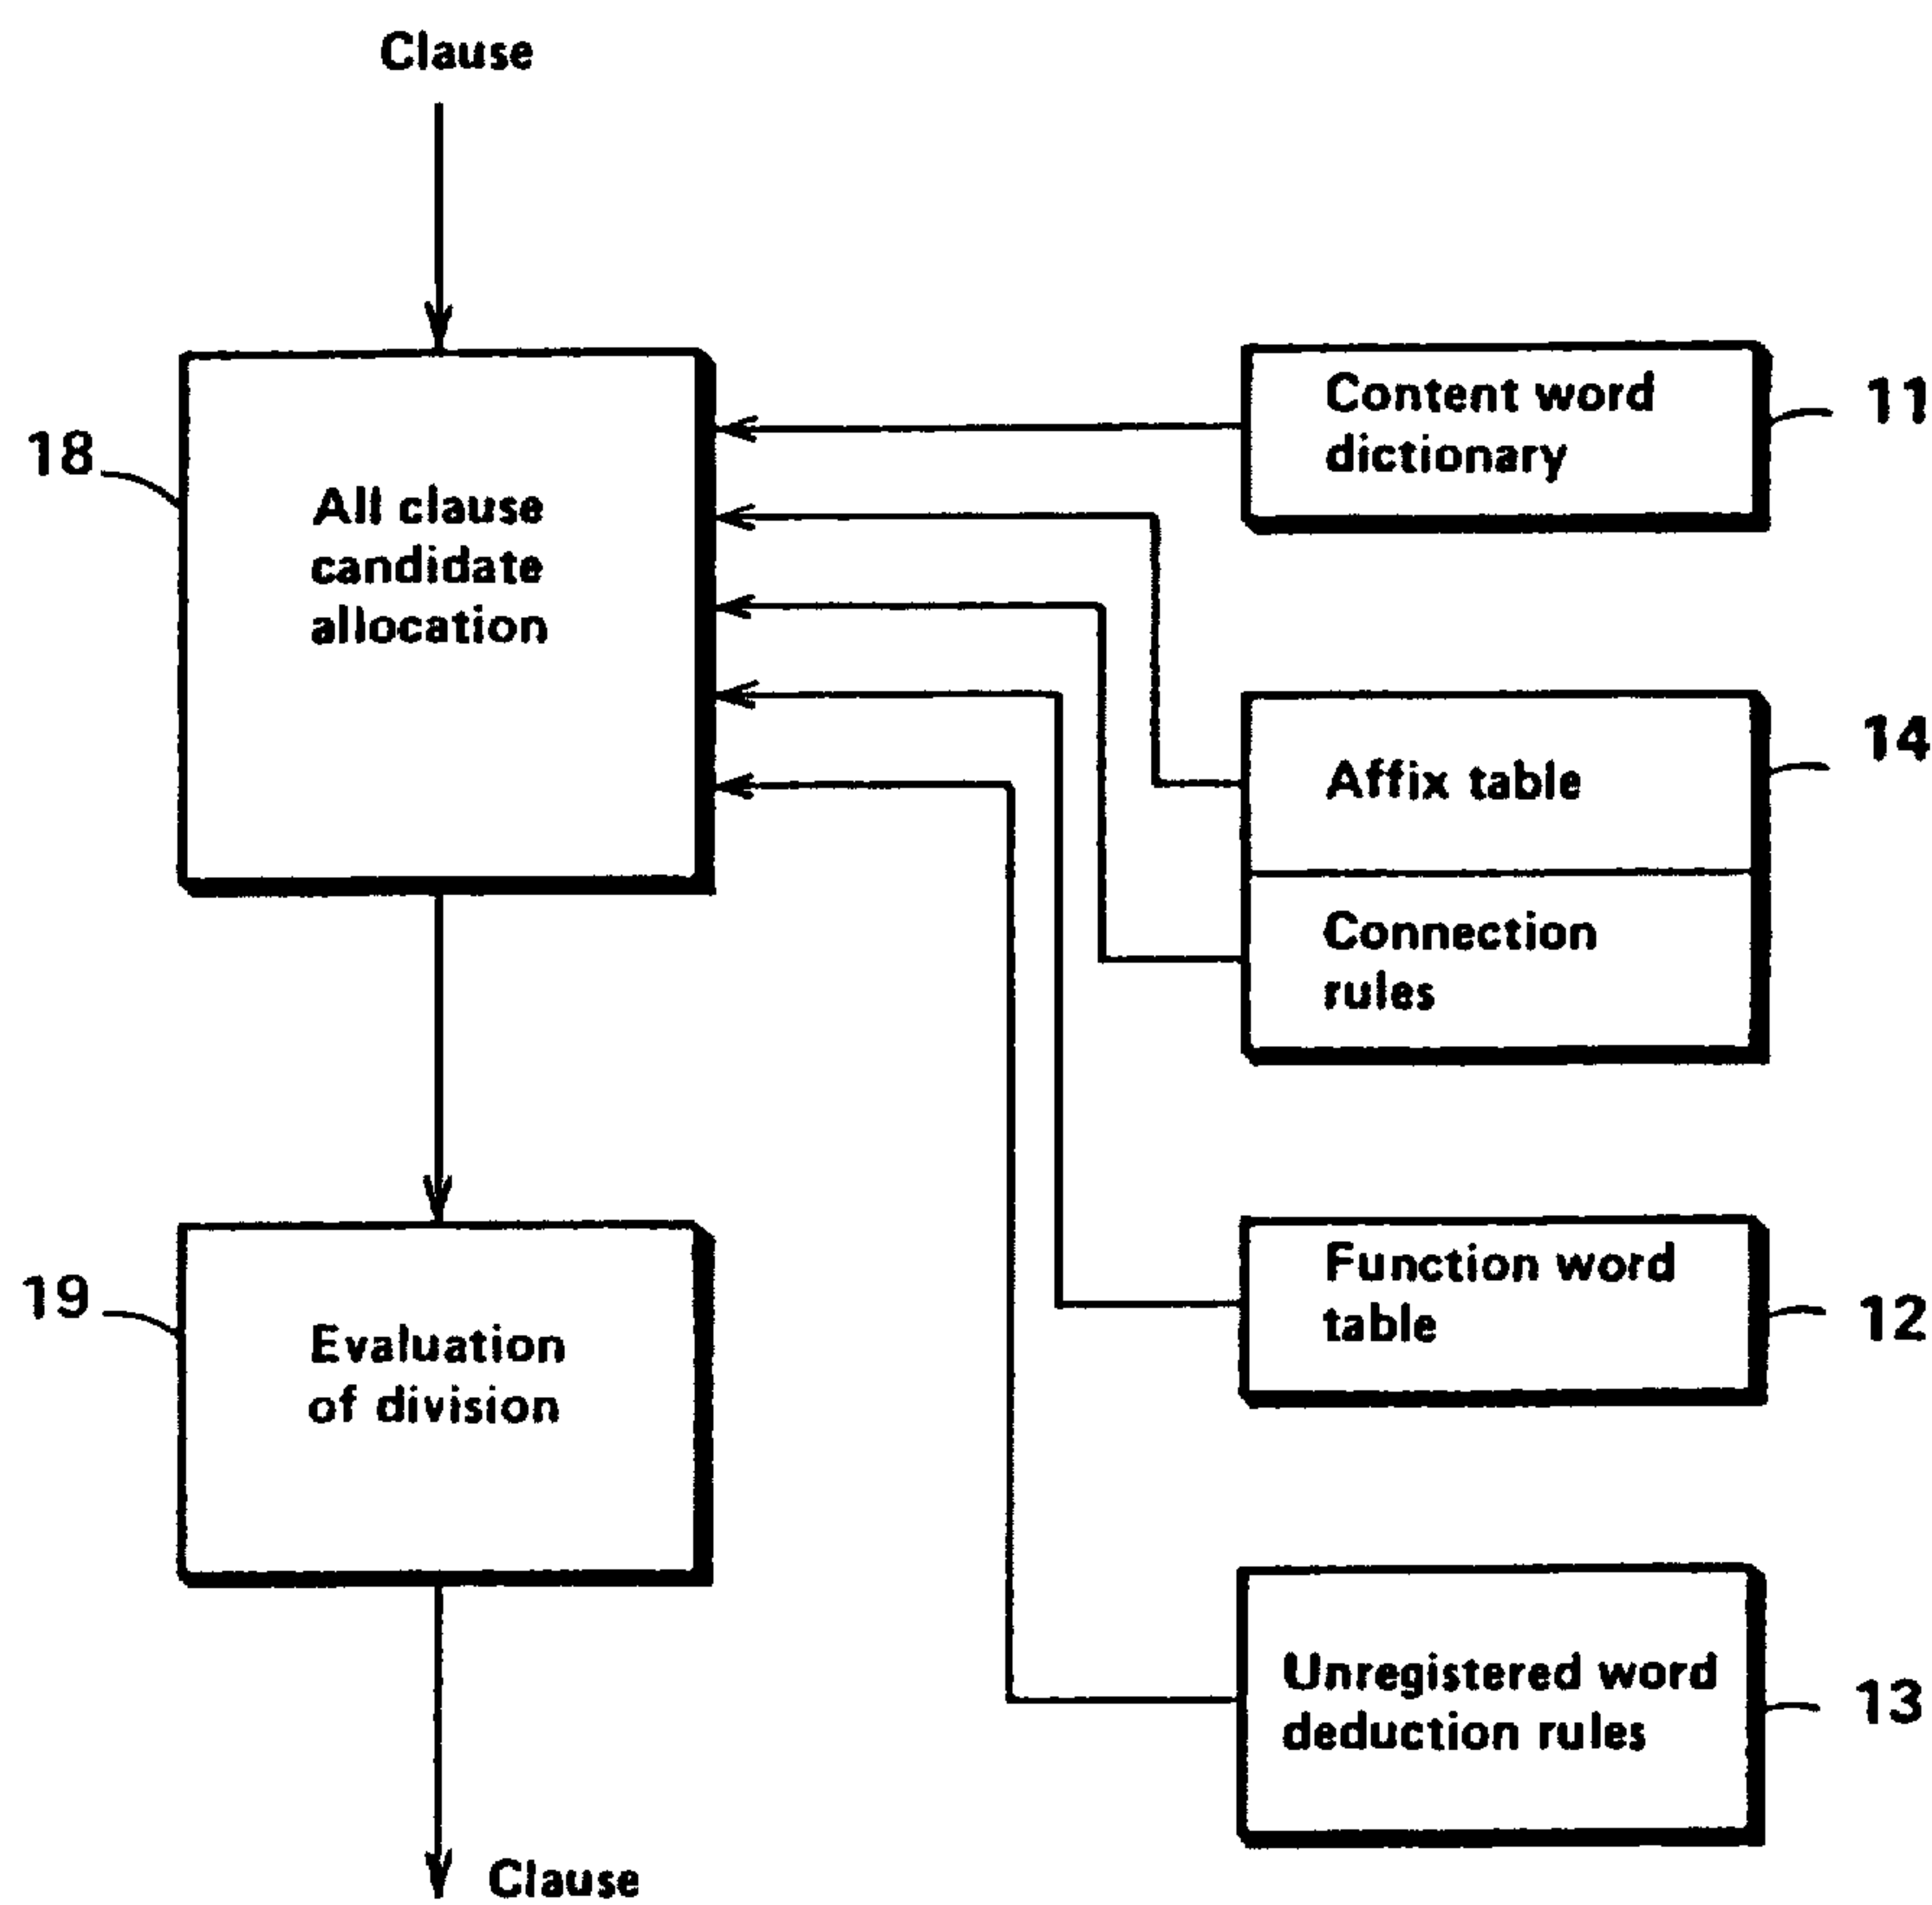 Clause
18
All clause
candidate
allocation
Content word
dictionary
11
Affix table
14
Connection
rules
19
Evaluation
of division
Function word
table
12
Unregistered word
deduction rules
13
Clause